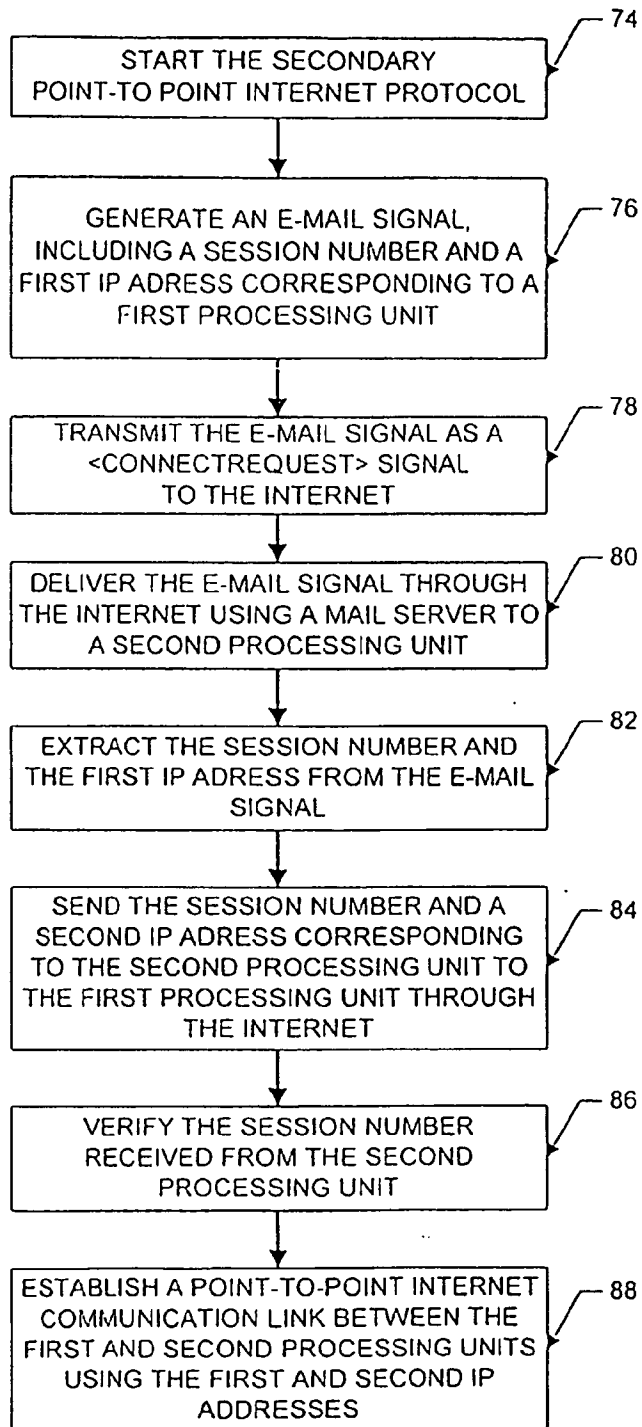 74
START THE SECONDARY
POINT-TO POINT INTERNET PROTOCOL
76
GENERATE AN E-MAIL SIGNAL,
INCLUDING A SESSION NUMBER AND A
FIRST IP ADRESS CORRESPONDING TO A
FIRST PROCESSING UNIT
78
TRANSMIT THE E-MAIL SIGNAL AS A
<CONNECTREQUEST> SIGNAL
TO THE INTERNET
80
DELIVER THE E-MAIL SIGNAL THROUGH
THE INTERNET USING A MAIL SERVER TO
A SECOND PROCESSING UNIT
82
EXTRACT THE SESSION NUMBER AND
THE FIRST IP ADRESS FROM THE E-MAIL
SIGNAL
84
SEND THE SESSION NUMBER AND A
SECOND IP ADRESS CORRESPONDING
TO THE SECOND PROCESSING UNIT TO
THE FIRST PROCESSING UNIT THROUGH
THE INTERNET
86
VERIFY THE SESSION NUMBER
RECEIVED FROM THE SECOND
PROCESSING UNIT
88
ESTABLISH A POINT-TO-POINT INTERNET
COMMUNICATION LINK BETWEEN THE
FIRST AND SECOND PROCESSING UNITS
USING THE FIRST AND SECOND IP
ADDRESSES